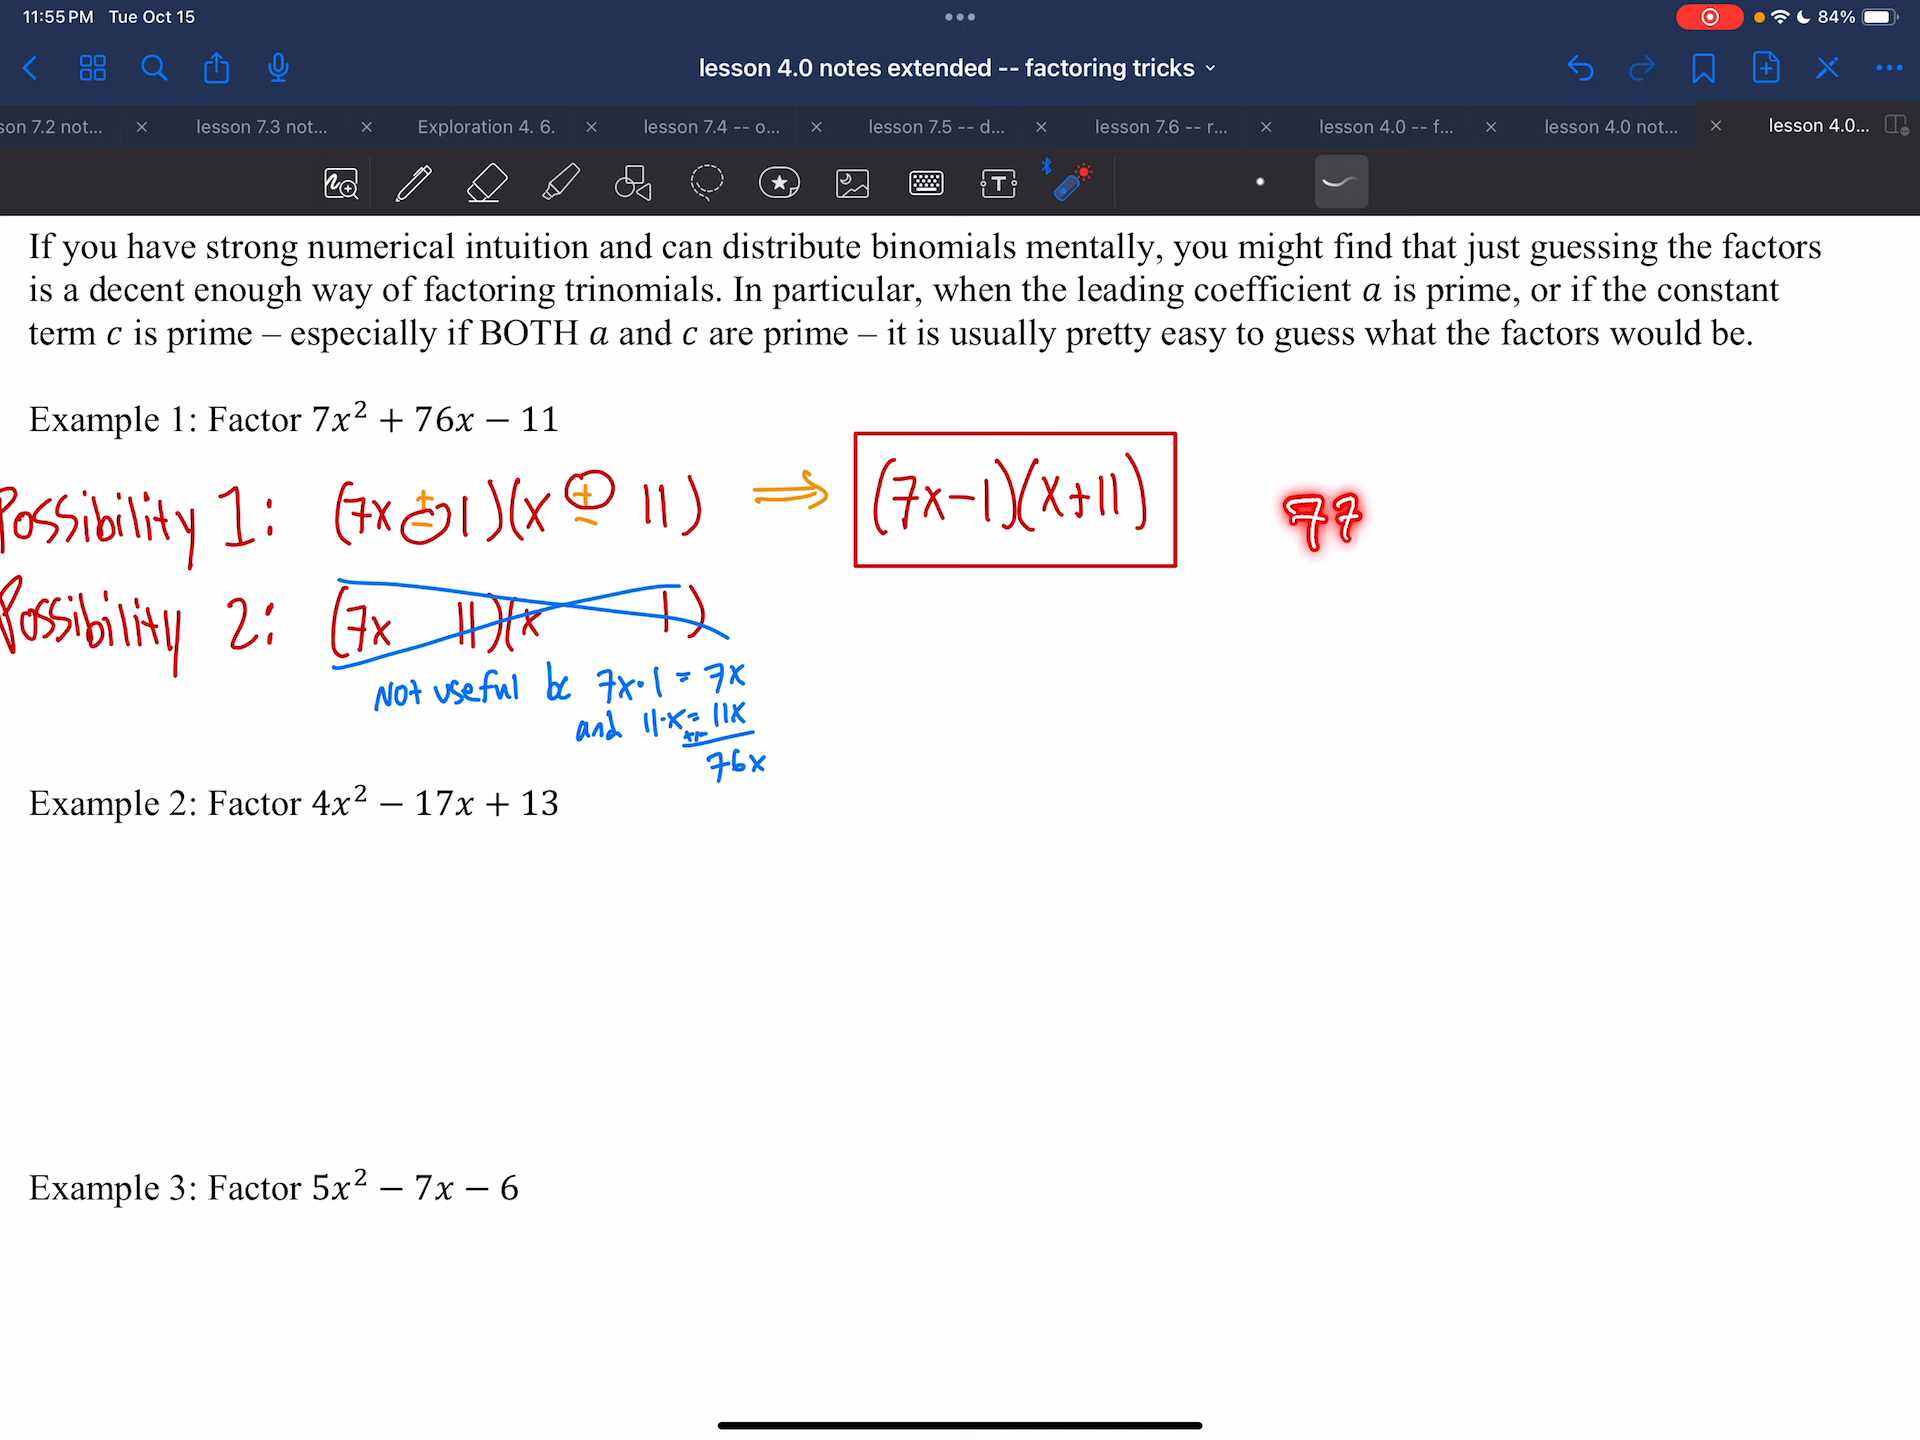 11:55 PM Tue Oct 15
84%
lesson 4.0 notes extended -- factoring tricks
son 7.2 not... lesson 7.3 not... Exploration 4. 6. lesson 7.4 -- o... lesson 7.5 -- d... lesson 7.6 -- r... lesson 4.0 -- f... lesson 4.0 not... lesson 4.0...
If you have strong numerical intuition and can distribute binomials mentally, you might find that just guessing the factors
is a decent enough way of factoring trinomials. In particular, when the leading coefficient a is prime, or if the constant
term c is prime – especially if BOTH a and c are prime – it is usually pretty easy to guess what the factors would be.
Example 1: Factor 7x² + 76x − 11
Possibility 1: (7x ± 1)(x ± 11) ⇒ (7x−1)(x+11) 77
Possibility 2: (7x 11)(x 1)
Not useful bc 7x·1 = 7x
and 11·x = 11x
76x
Example 2: Factor 4x² − 17x + 13
Example 3: Factor 5x² − 7x − 6